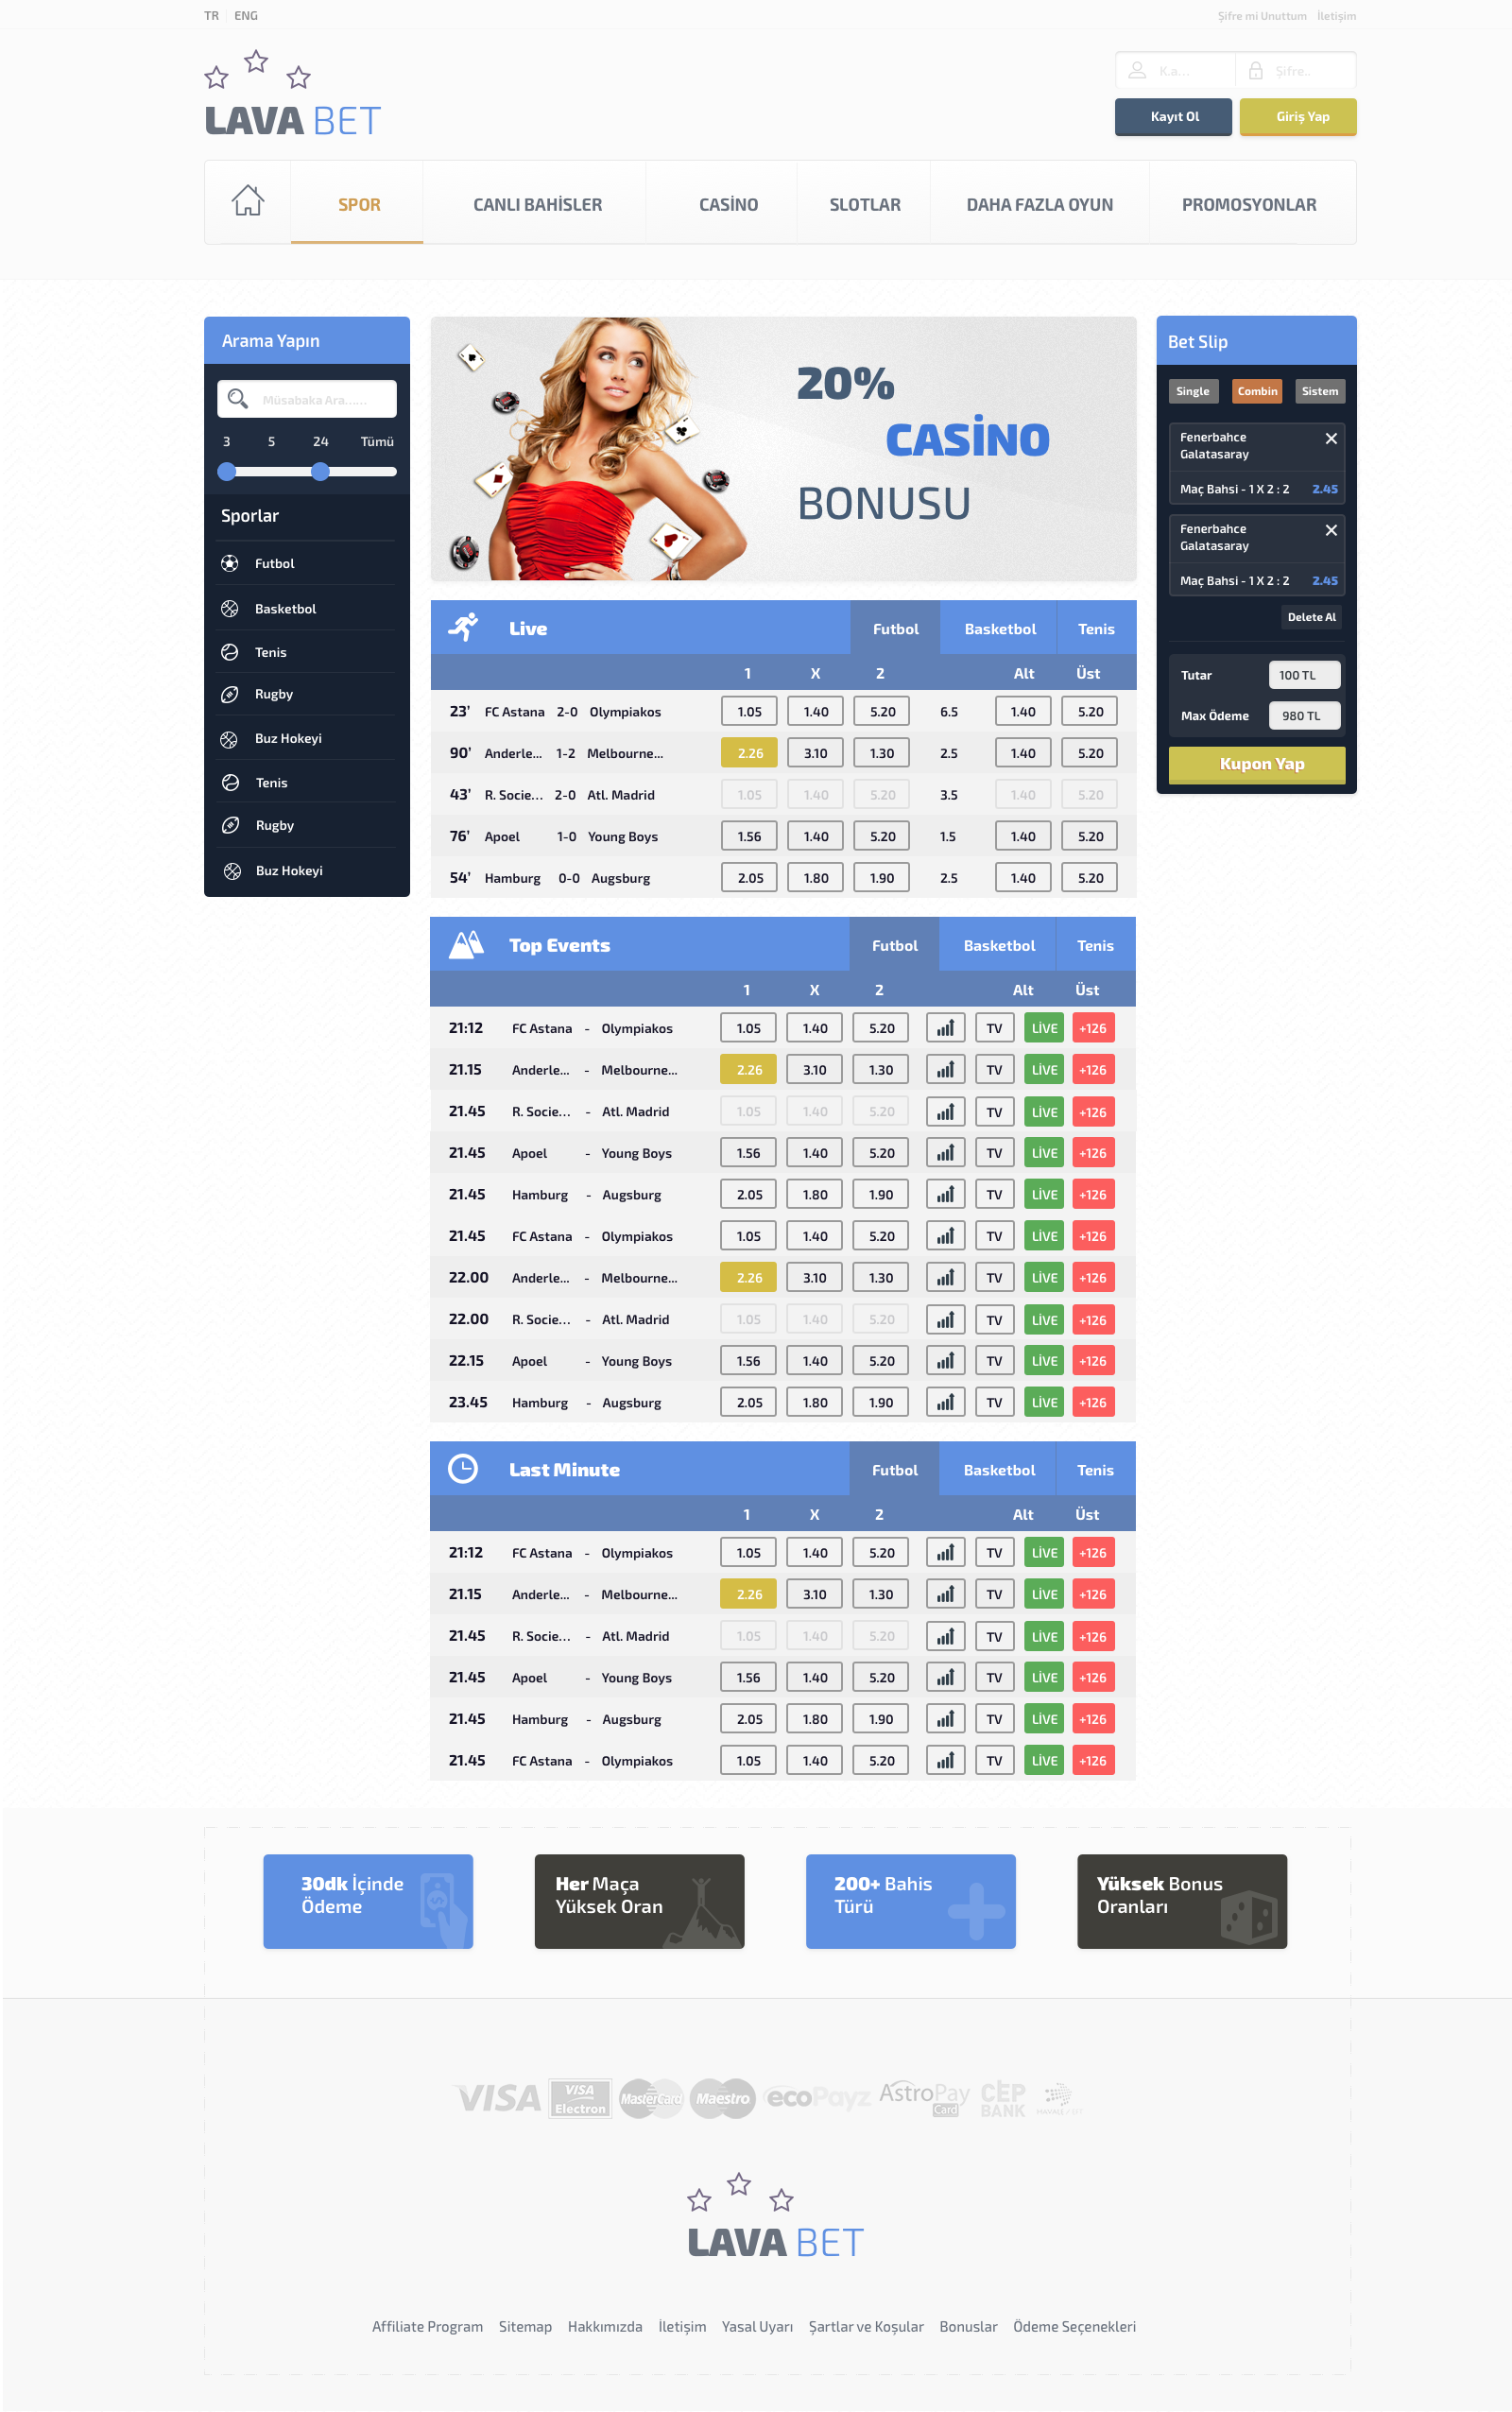 TR ENG
Şifre mi Unuttum İletişim
K.a...
Şifre..
LAVA BET
Kayıt Ol
Giriş Yap
SPOR CANLI BAHİSLER CASİNO SLOTLAR DAHA FAZLA OYUN PROMOSYONLAR
Arama Yapın
Müsabaka Ara......
3 5 24 Tümü
Sporlar
Futbol
Basketbol
Tenis
Rugby
Buz Hokeyi
Tenis
Rugby
Buz Hokeyi
20%
CASİNO
BONUSU
Live Futbol Basketbol Tenis
1 X 2 Alt Üst
23’ FC Astana 2-0 Olympiakos 1.05 1.40 5.20 6.5 1.40 5.20
90’ Anderle... 1-2 Melbourne... 2.26 3.10 1.30 2.5 1.40 5.20
43’ R. Socie... 2-0 Atl. Madrid 1.05 1.40 5.20 3.5 1.40 5.20
76’ Apoel 1-0 Young Boys 1.56 1.40 5.20 1.5 1.40 5.20
54’ Hamburg 0-0 Augsburg 2.05 1.80 1.90 2.5 1.40 5.20
Top Events Futbol Basketbol Tenis
1 X 2 Alt Üst
21:12 FC Astana - Olympiakos 1.05 1.40 5.20 TV LİVE +126
21.15 Anderle... - Melbourne... 2.26 3.10 1.30 TV LİVE +126
21.45 R. Socie... - Atl. Madrid 1.05 1.40 5.20 TV LİVE +126
21.45 Apoel - Young Boys 1.56 1.40 5.20 TV LİVE +126
21.45 Hamburg - Augsburg 2.05 1.80 1.90 TV LİVE +126
21.45 FC Astana - Olympiakos 1.05 1.40 5.20 TV LİVE +126
22.00 Anderle... - Melbourne... 2.26 3.10 1.30 TV LİVE +126
22.00 R. Socie... - Atl. Madrid 1.05 1.40 5.20 TV LİVE +126
22.15 Apoel - Young Boys 1.56 1.40 5.20 TV LİVE +126
23.45 Hamburg - Augsburg 2.05 1.80 1.90 TV LİVE +126
Last Minute Futbol Basketbol Tenis
1 X 2 Alt Üst
21:12 FC Astana - Olympiakos 1.05 1.40 5.20 TV LİVE +126
21.15 Anderle... - Melbourne... 2.26 3.10 1.30 TV LİVE +126
21.45 R. Socie... - Atl. Madrid 1.05 1.40 5.20 TV LİVE +126
21.45 Apoel - Young Boys 1.56 1.40 5.20 TV LİVE +126
21.45 Hamburg - Augsburg 2.05 1.80 1.90 TV LİVE +126
21.45 FC Astana - Olympiakos 1.05 1.40 5.20 TV LİVE +126
Bet Slip
Single Combin Sistem
Fenerbahce
Galatasaray
Maç Bahsi - 1 X 2 : 2 2.45
Fenerbahce
Galatasaray
Maç Bahsi - 1 X 2 : 2 2.45
Delete Al
Tutar 100 TL
Max Ödeme 980 TL
Kupon Yap
30dk İçinde
Ödeme
Her Maça
Yüksek Oran
200+ Bahis
Türü
Yüksek Bonus
Oranları
VISA
VISA
Electron
MasterCard
Maestro
ecoPayz
AstroPay
Card
CEP
BANK
LAVA BET
Affiliate Program Sitemap Hakkımızda İletişim Yasal Uyarı Şartlar ve Koşular Bonuslar Ödeme Seçenekleri